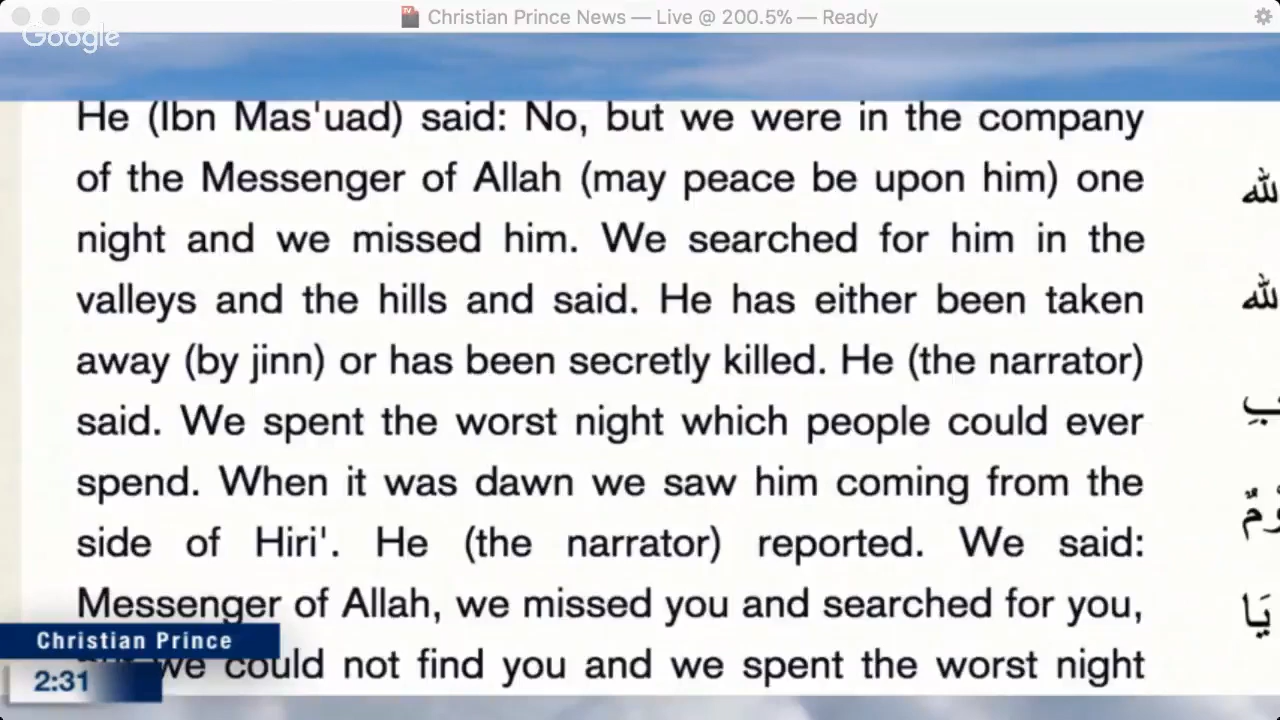 Christian Prince News — Live @ 200.5% — Ready
Google
He (Ibn Mas'uad) said: No, but we were in the company
of the Messenger of Allah (may peace be upon him) one
night and we missed him. We searched for him in the
valleys and the hills and said. He has either been taken
away (by jinn) or has been secretly killed. He (the narrator)
said. We spent the worst night which people could ever
spend. When it was dawn we saw him coming from the
side of Hiri'. He (the narrator) reported. We said:
Messenger of Allah, we missed you and searched for you,
we could not find you and we spent the worst night
الله
الله
يَا
Christian Prince
2:31